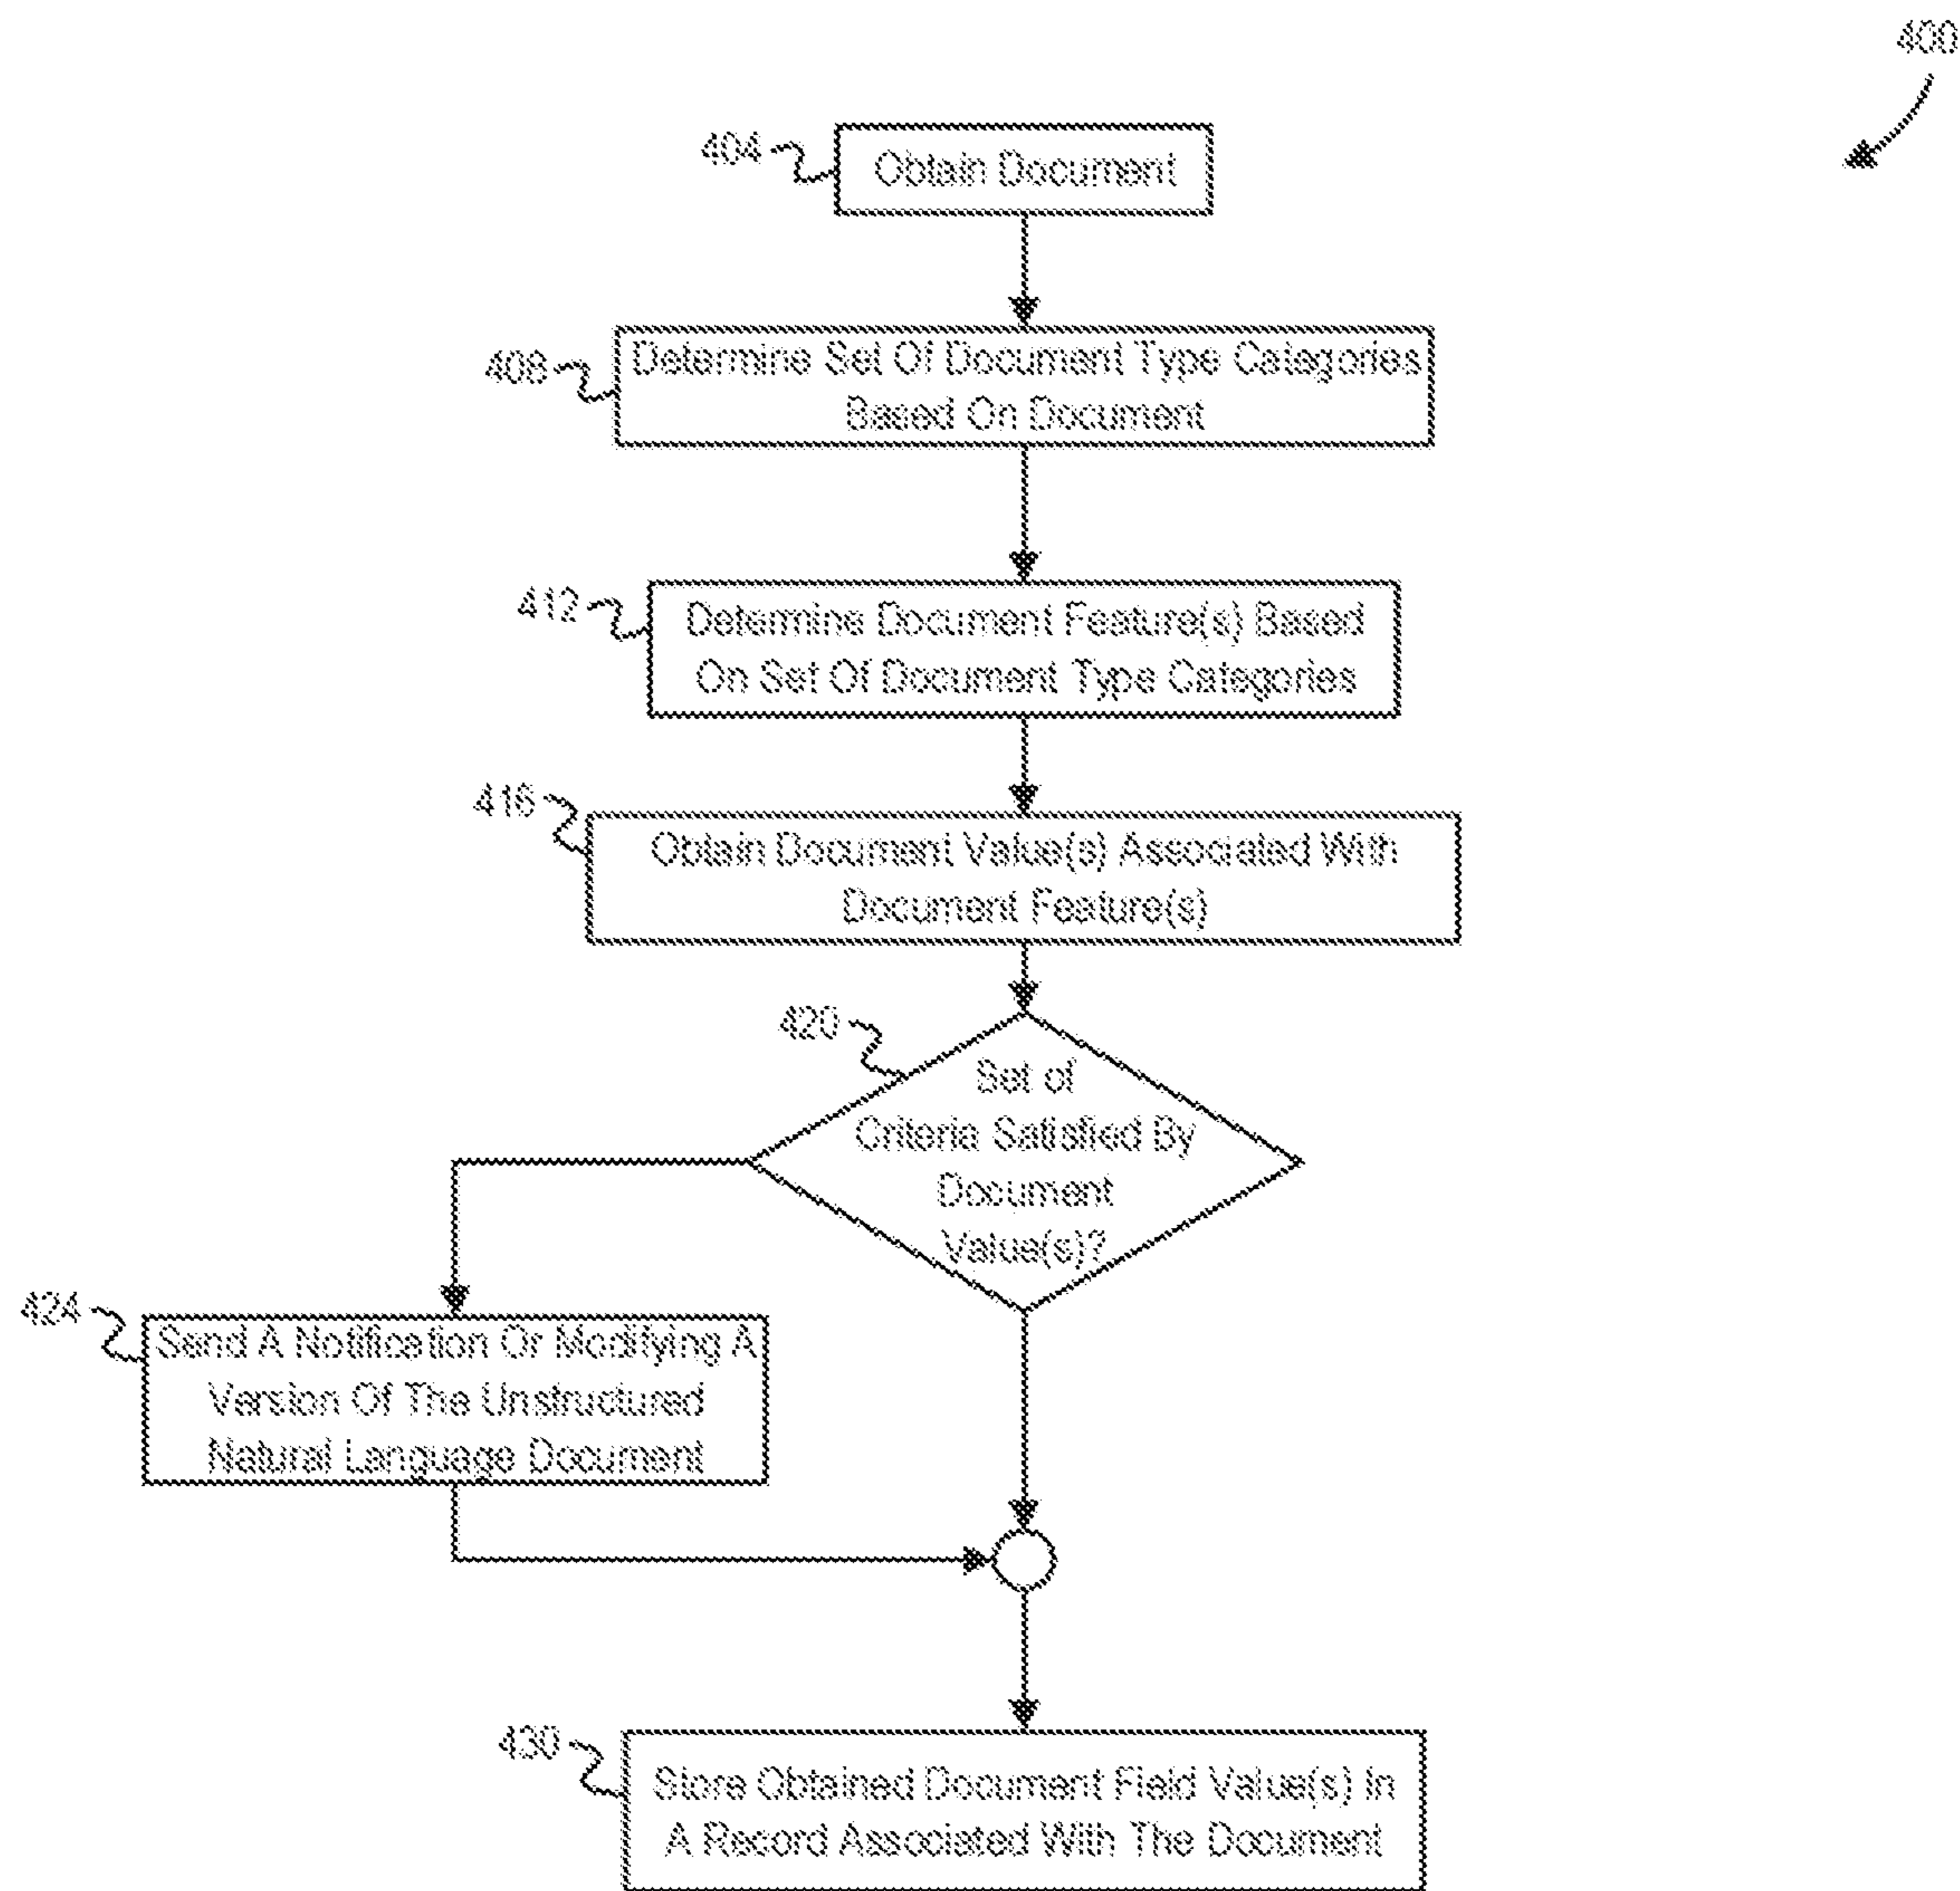 400
404
Obtain Document
408
Determine Set Of Document Type Categories
Based On Document
412
Determine Document Feature(s) Based
On Set Of Document Type Categories
416
Obtain Document Value(s) Associated With
Document Feature(s)
420
Set of
Criteria Satisfied By
Document
Value(s)?
424
Send A Notification Or Modifying A
Version Of The Unstructured
Natural Language Document
430
Store Obtained Document Field Value(s) In
A Record Associated With The Document